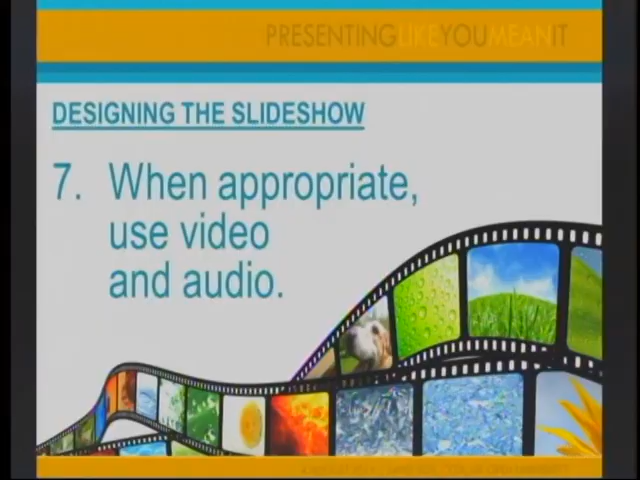 PRESENTINGLIKEYOUMEANIT
DESIGNING THE SLIDESHOW
7. When appropriate,
use video
and audio.